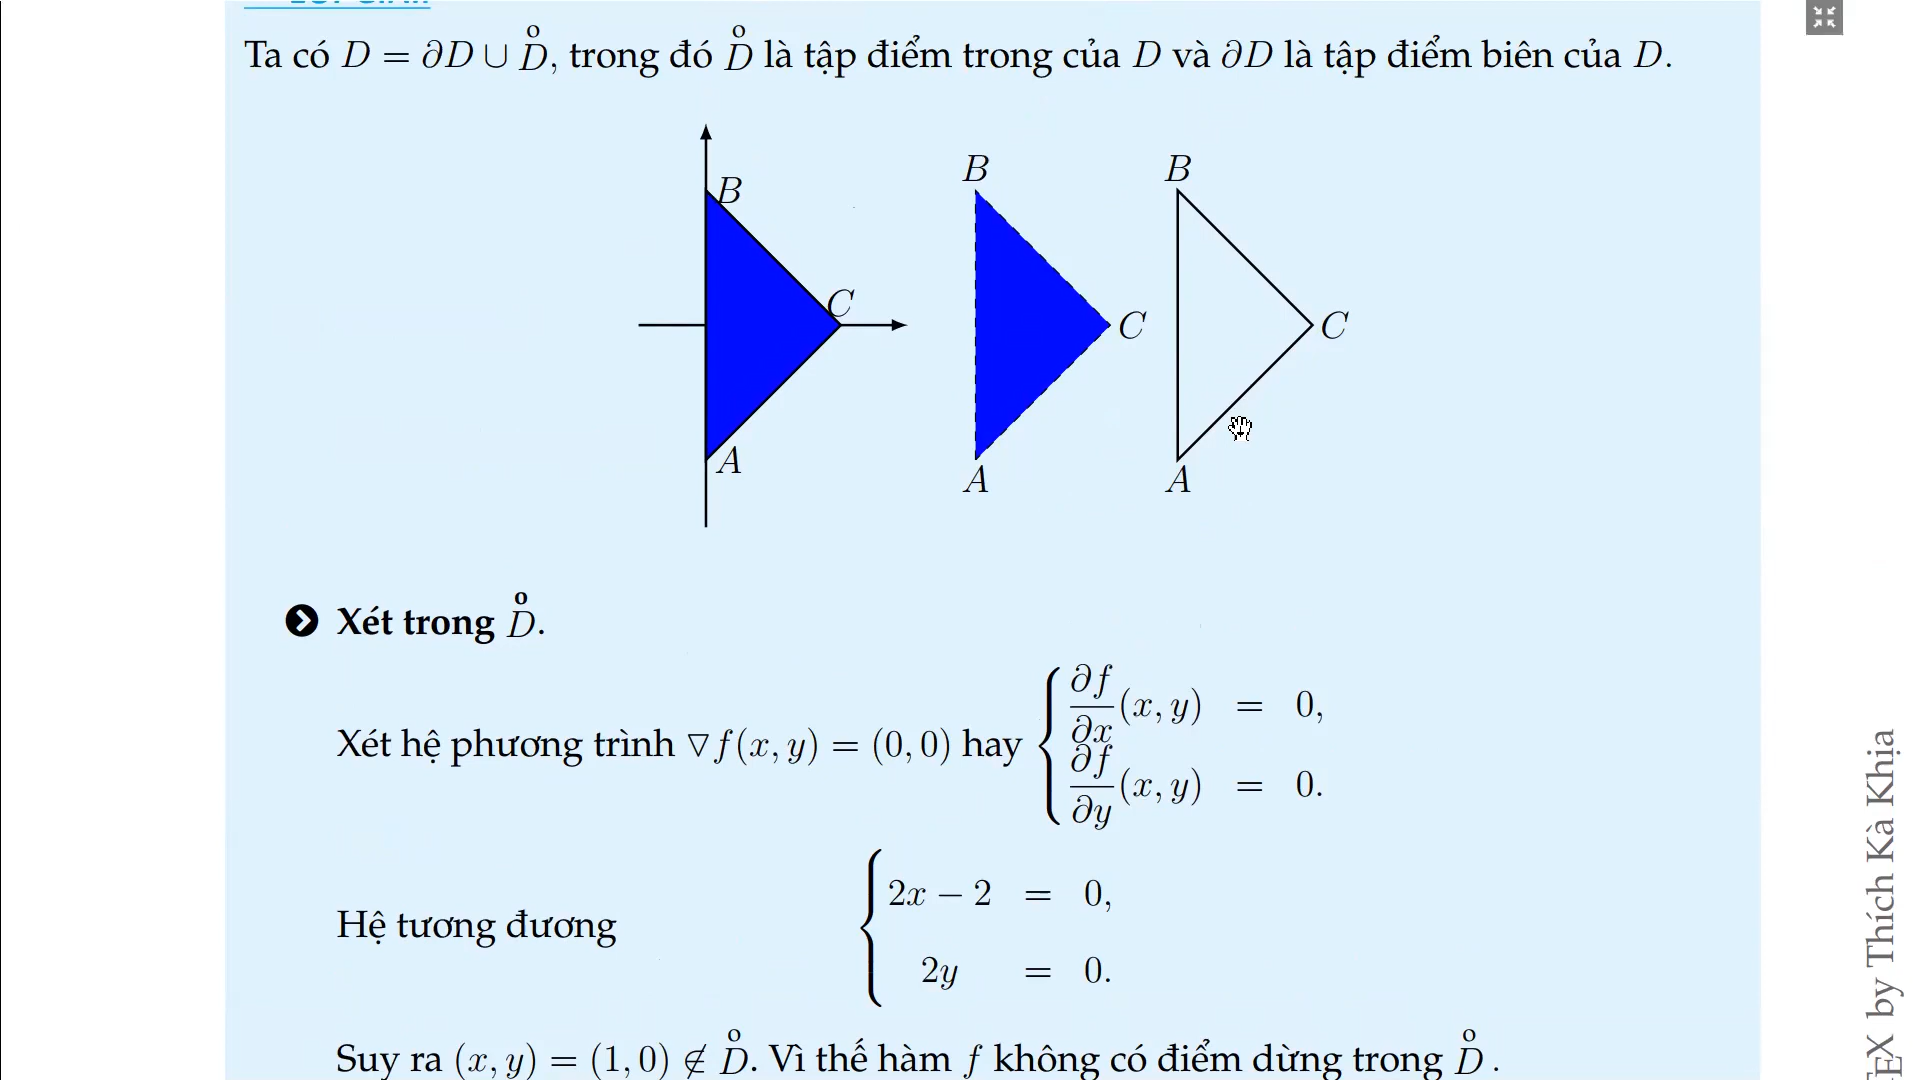 Ta có D = ∂D ∪ D̊, trong đó D̊ là tập điểm trong của D và ∂D là tập điểm biên của D.
B
C
A
B
C
A
B
C
A
Xét trong D̊.
Xét hệ phương trình ▽f(x, y) = (0, 0) hay { ∂f/∂x (x, y) = 0,
∂f/∂y (x, y) = 0.
Hệ tương đương { 2x − 2 = 0,
2y = 0.
Suy ra (x, y) = (1, 0) ∉ D̊. Vì thế hàm f không có điểm dừng trong D̊.
EX by Thích Kà Khịa